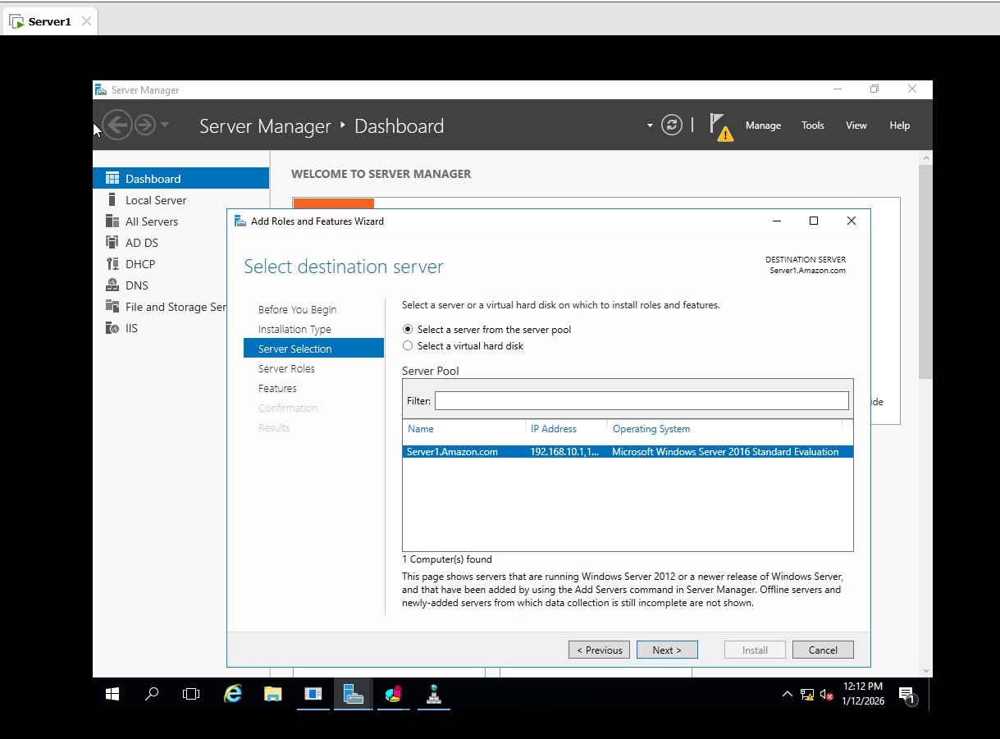 Server1
Server Manager
Server Manager ‣ Dashboard
Manage Tools View Help
Dashboard
Local Server
All Servers
AD DS
DHCP
DNS
File and Storage Ser
IIS
WELCOME TO SERVER MANAGER
ide
Add Roles and Features Wizard
Select destination server
DESTINATION SERVER
Server1.Amazon.com
Before You Begin
Installation Type
Server Selection
Server Roles
Features
Confirmation
Results
Select a server or a virtual hard disk on which to install roles and features.
Select a server from the server pool
Select a virtual hard disk
Server Pool
Filter:
Name IP Address Operating System
Server1.Amazon.com 192.168.10.1,1... Microsoft Windows Server 2016 Standard Evaluation
1 Computer(s) found
This page shows servers that are running Windows Server 2012 or a newer release of Windows Server,
and that have been added by using the Add Servers command in Server Manager. Offline servers and
newly-added servers from which data collection is still incomplete are not shown.
< Previous Next > Install Cancel
12:12 PM
1/12/2026
1